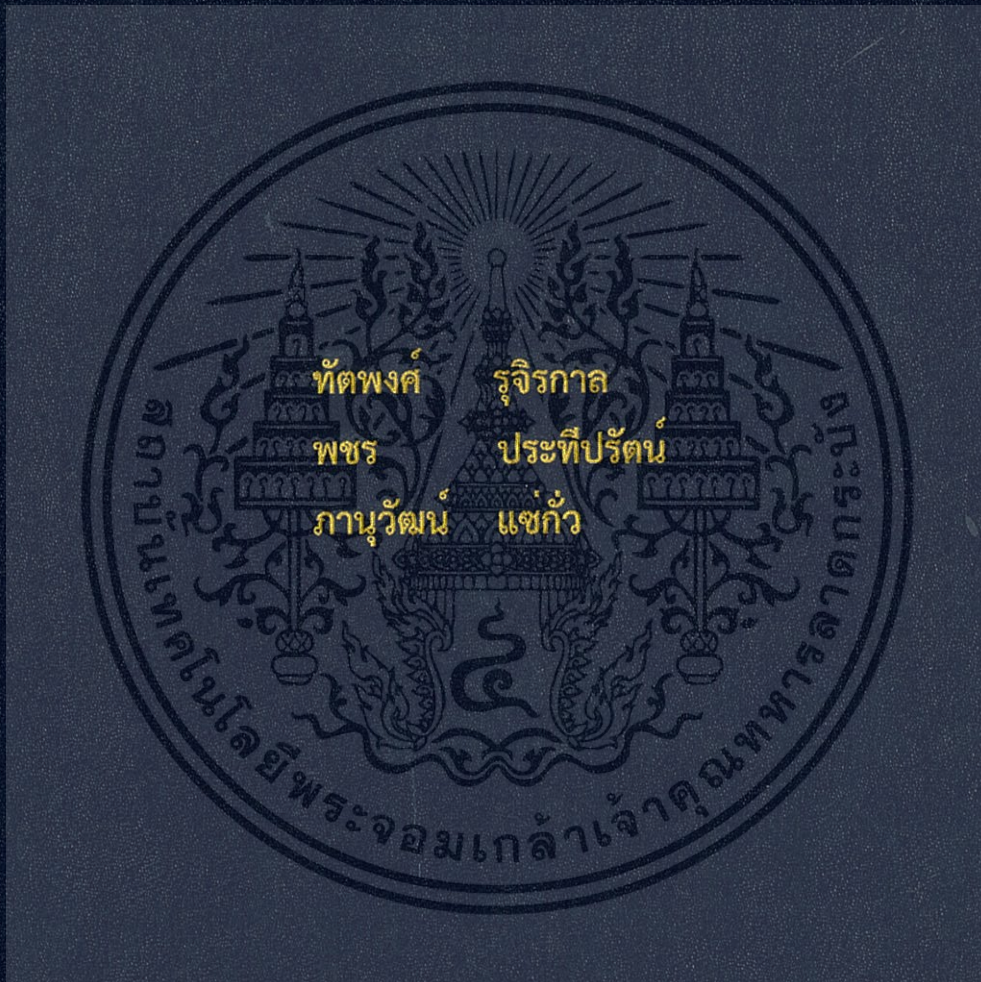 ทัตพงศ์ รุจิรกาล
พชร ประทีปรัตน์
ภานุวัฒน์ แซ่กั่ว
๔
สถาบันเทคโนโลยีพระจอมเกล้าเจ้าคุณทหารลาดกระบัง